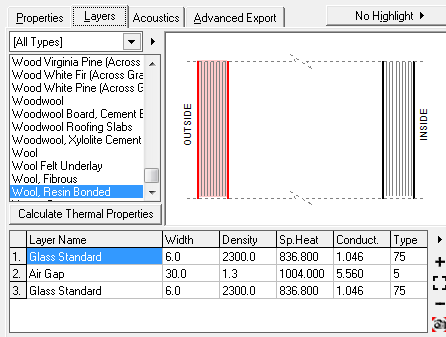 Properties Layers Acoustics Advanced Export No Highlight
[All Types]
Wood Virginia Pine (Across
Wood White Fir (Across Gra
Wood White Pine (Across G
Woodwool
Woodwool Board, Cement B
Woodwool Roofing Slabs
Woodwool, Xylolite Cement
Wool
Wool Felt Underlay
Wool, Fibrous
Wool, Resin Bonded
Calculate Thermal Properties
OUTSIDE
INSIDE
Layer Name Width Density Sp.Heat Conduct. Type
1. Glass Standard 6.0 2300.0 836.800 1.046 75
2. Air Gap 30.0 1.3 1004.000 5.560 5
3. Glass Standard 6.0 2300.0 836.800 1.046 75